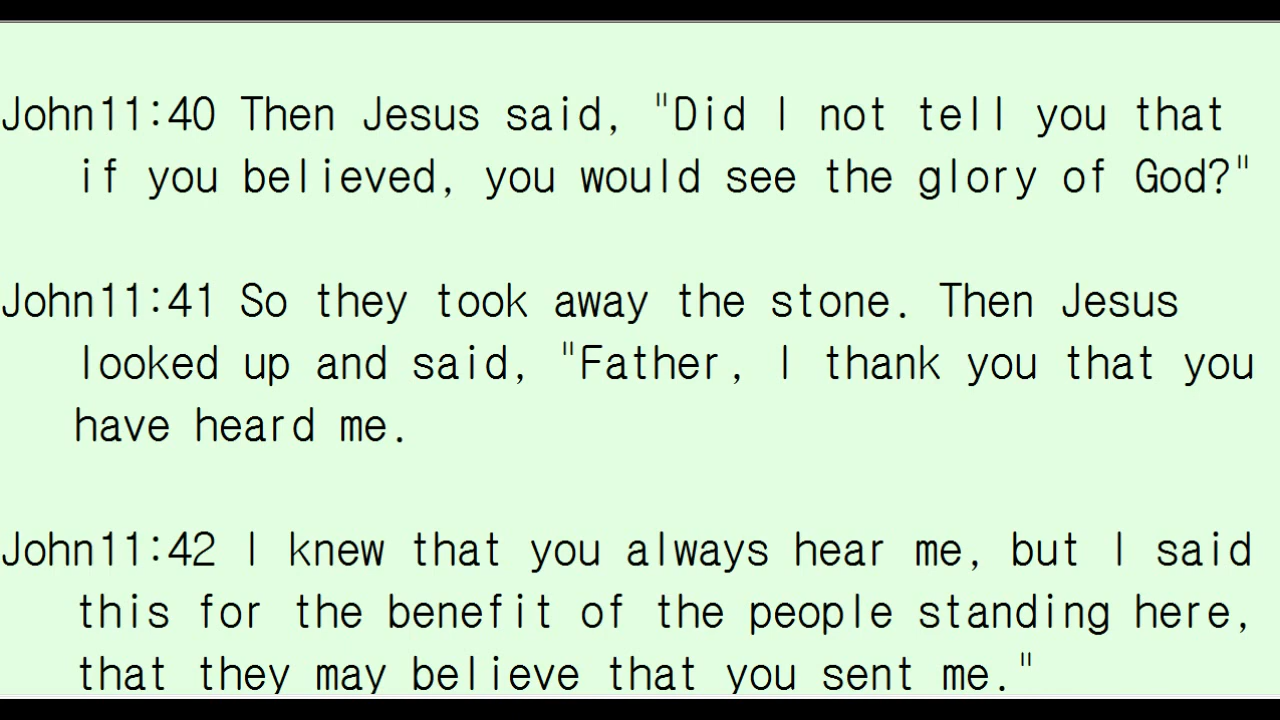 John11:40 Then Jesus said, "Did I not tell you that
if you believed, you would see the glory of God?"
John11:41 So they took away the stone. Then Jesus
looked up and said, "Father, I thank you that you
have heard me.
John11:42 I knew that you always hear me, but I said
this for the benefit of the people standing here,
that they may believe that you sent me."